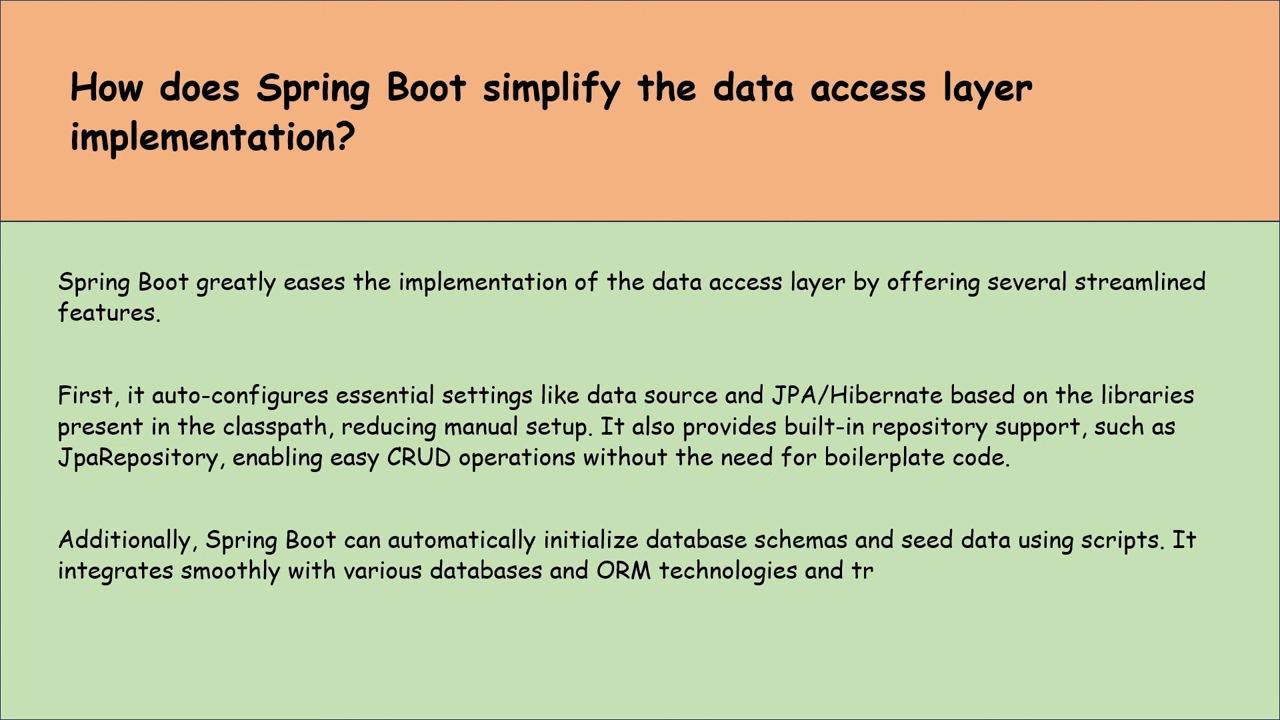 How does Spring Boot simplify the data access layer
implementation?
Spring Boot greatly eases the implementation of the data access layer by offering several streamlined
features.
First, it auto-configures essential settings like data source and JPA/Hibernate based on the libraries
present in the classpath, reducing manual setup. It also provides built-in repository support, such as
JpaRepository, enabling easy CRUD operations without the need for boilerplate code.
Additionally, Spring Boot can automatically initialize database schemas and seed data using scripts. It
integrates smoothly with various databases and ORM technologies and tr